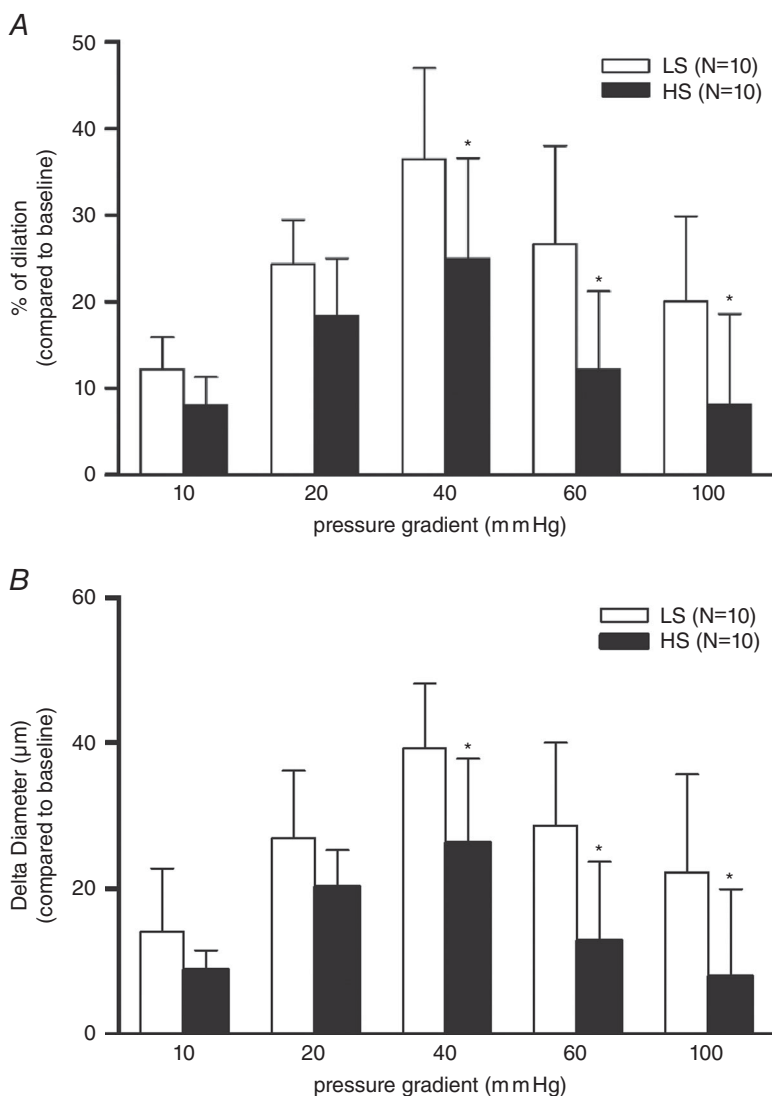 A
50
40
30
20
10
0
% of dilation
(compared to baseline)
LS (N=10)
HS (N=10)
*
*
*
10 20 40 60 100
pressure gradient (mmHg)
B
60
40
20
0
Delta Diameter (µm)
(compared to baseline)
LS (N=10)
HS (N=10)
*
*
*
10 20 40 60 100
pressure gradient (mmHg)